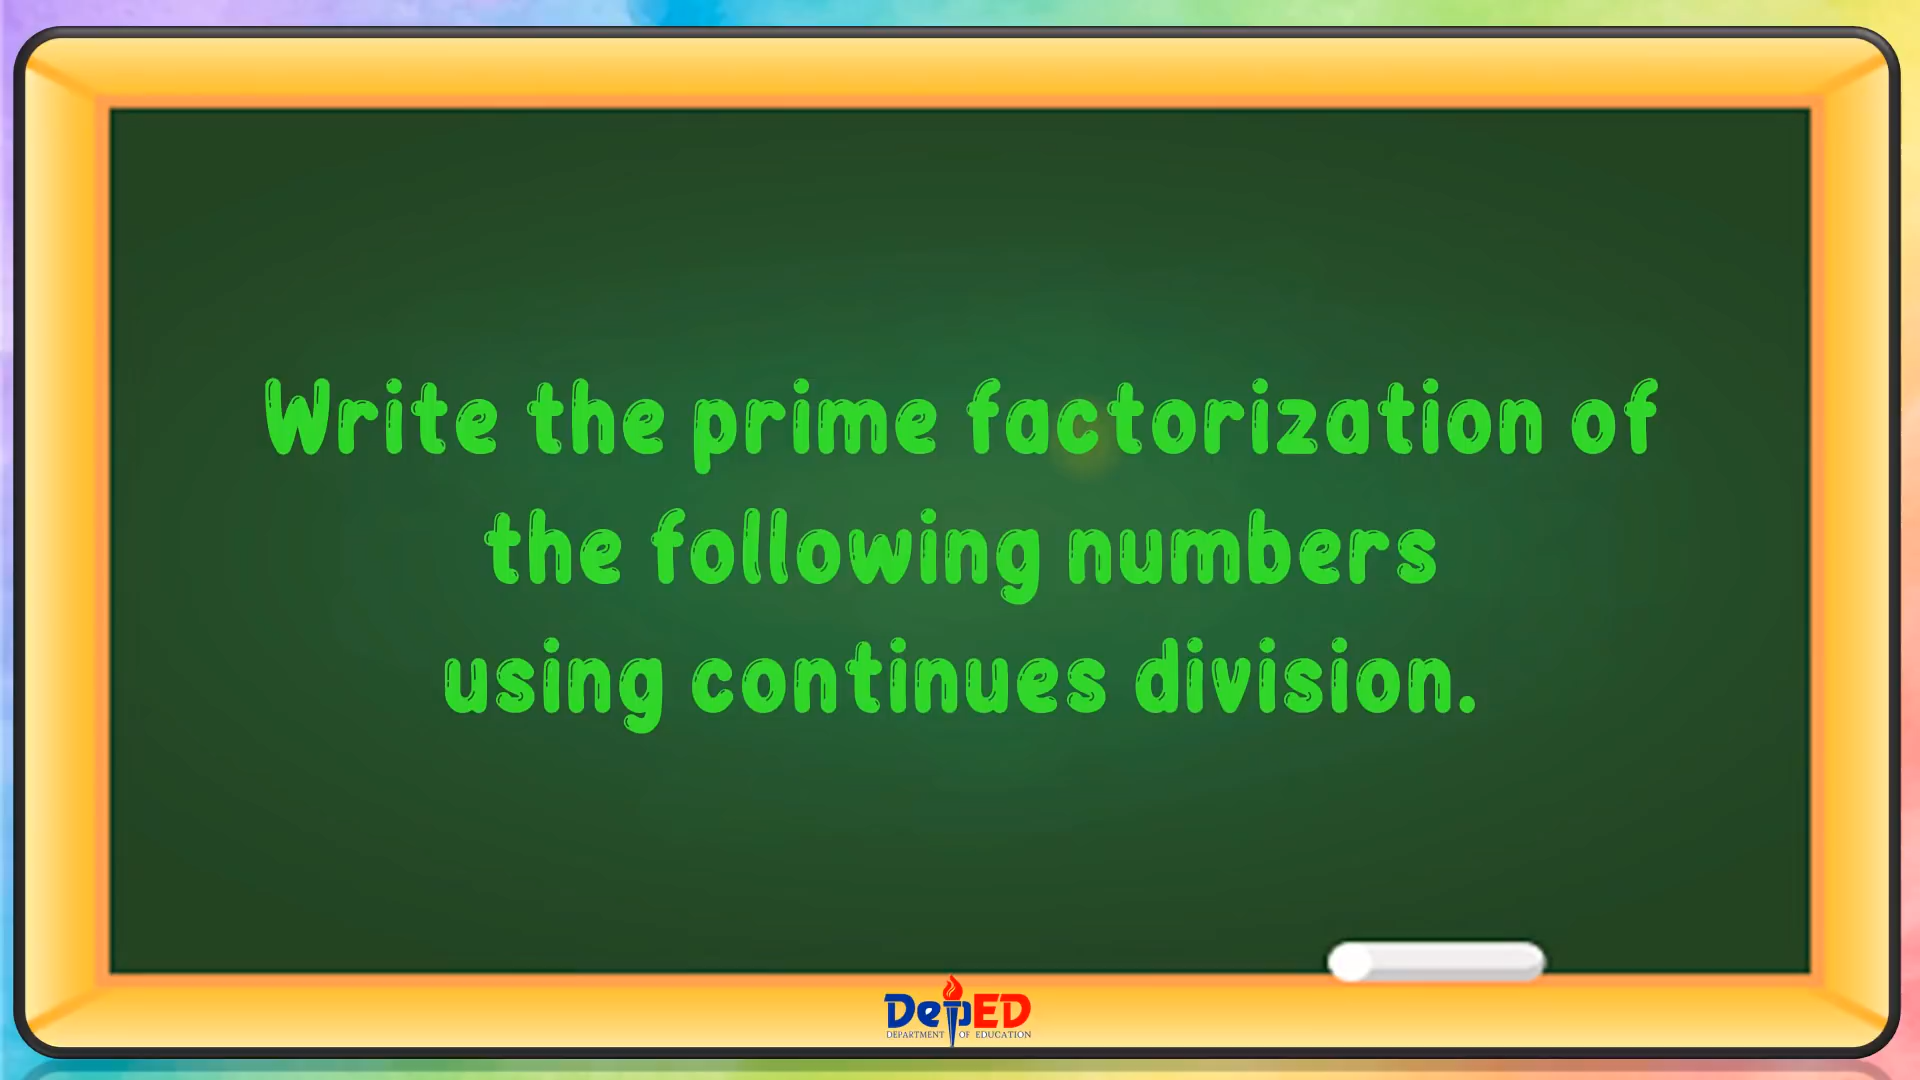 Write the prime factorization of
the following numbers
using continues division.
DepED
DEPARTMENT OF EDUCATION